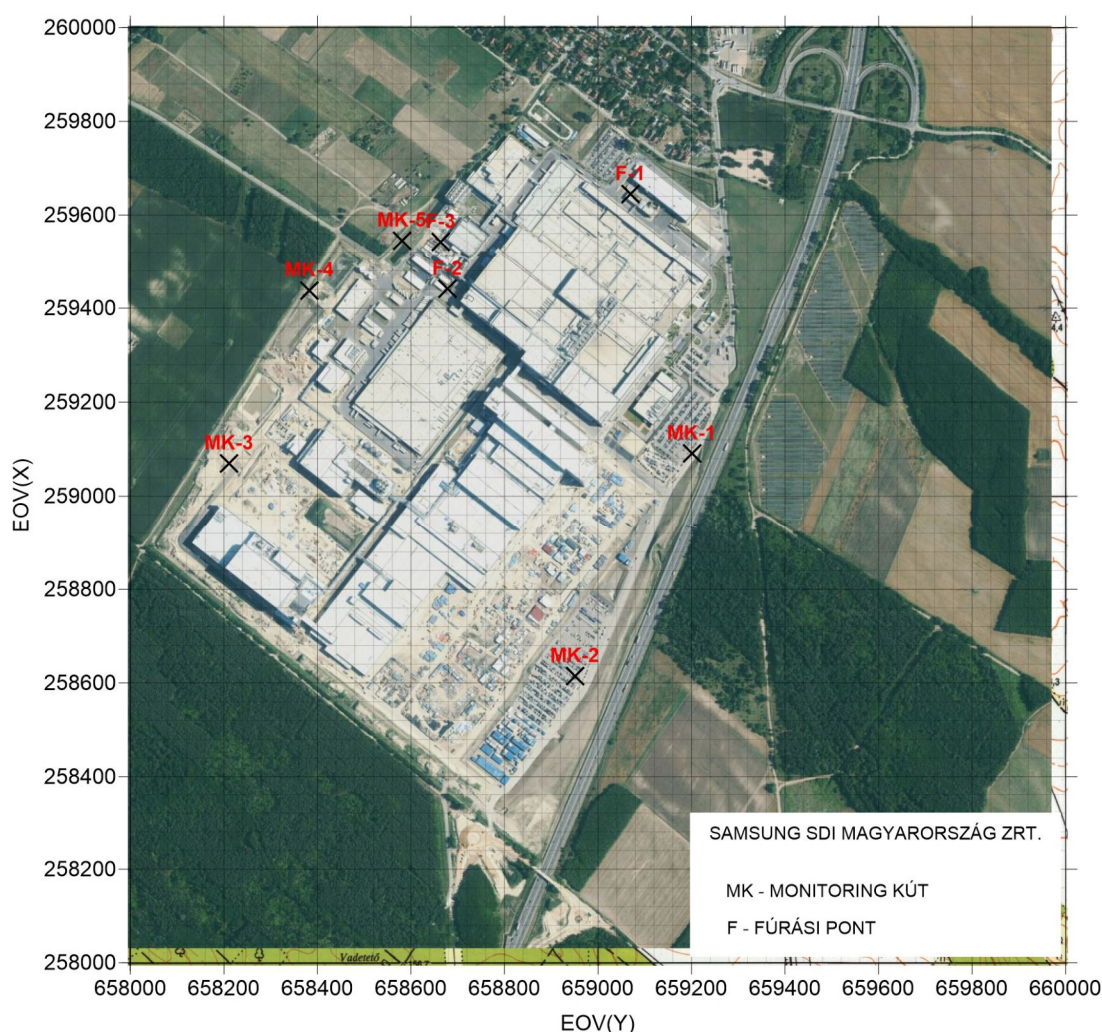 260000
259800
259600
259400
259200
259000
258800
258600
258400
258200
258000
EOV(X)
F-1
MK-5
F-3
F-2
MK-4
MK-1
MK-3
MK-2
SAMSUNG SDI MAGYARORSZÁG ZRT.
MK - MONITORING KÚT
F - FÚRÁSI PONT
Vadetető
658000 658200 658400 658600 658800 659000 659200 659400 659600 659800 660000
EOV(Y)